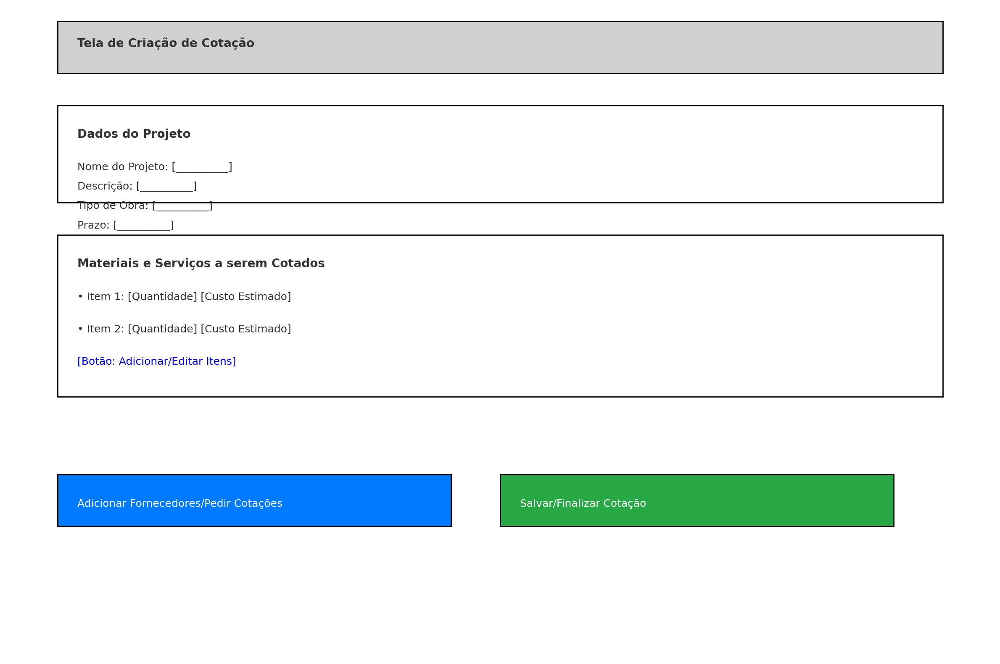 Tela de Criação de Cotação
Dados do Projeto
Nome do Projeto: [__________]
Descrição: [__________]
Tipo de Obra: [__________]
Prazo: [__________]
Materiais e Serviços a serem Cotados
• Item 1: [Quantidade] [Custo Estimado]
• Item 2: [Quantidade] [Custo Estimado]
[Botão: Adicionar/Editar Itens]
Adicionar Fornecedores/Pedir Cotações
Salvar/Finalizar Cotação